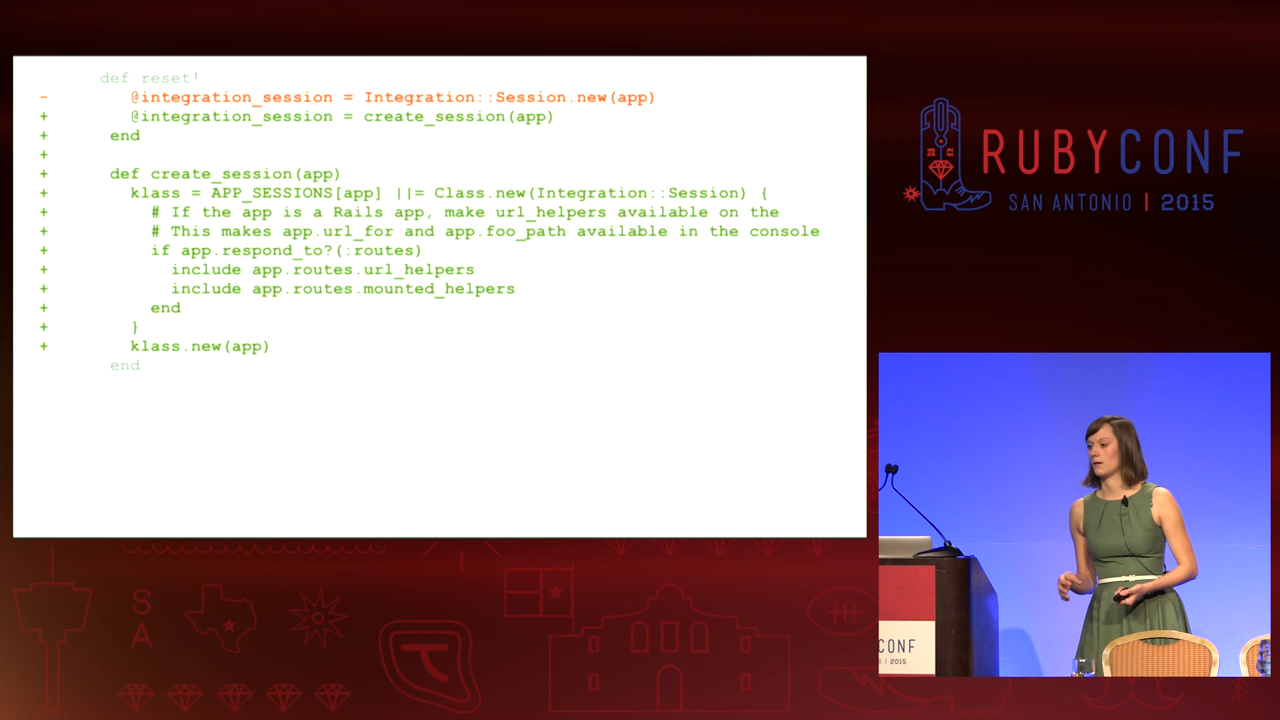 def reset!
- @integration_session = Integration::Session.new(app)
+ @integration_session = create_session(app)
+ end
+
+ def create_session(app)
+ klass = APP_SESSIONS[app] ||= Class.new(Integration::Session) {
+ # If the app is a Rails app, make url_helpers available on the
+ # This makes app.url_for and app.foo_path available in the console
+ if app.respond_to?(:routes)
+ include app.routes.url_helpers
+ include app.routes.mounted_helpers
+ end
+ }
+ klass.new(app)
end
RUBYCONF
SAN ANTONIO | 2015
SA
CONF
| 2015